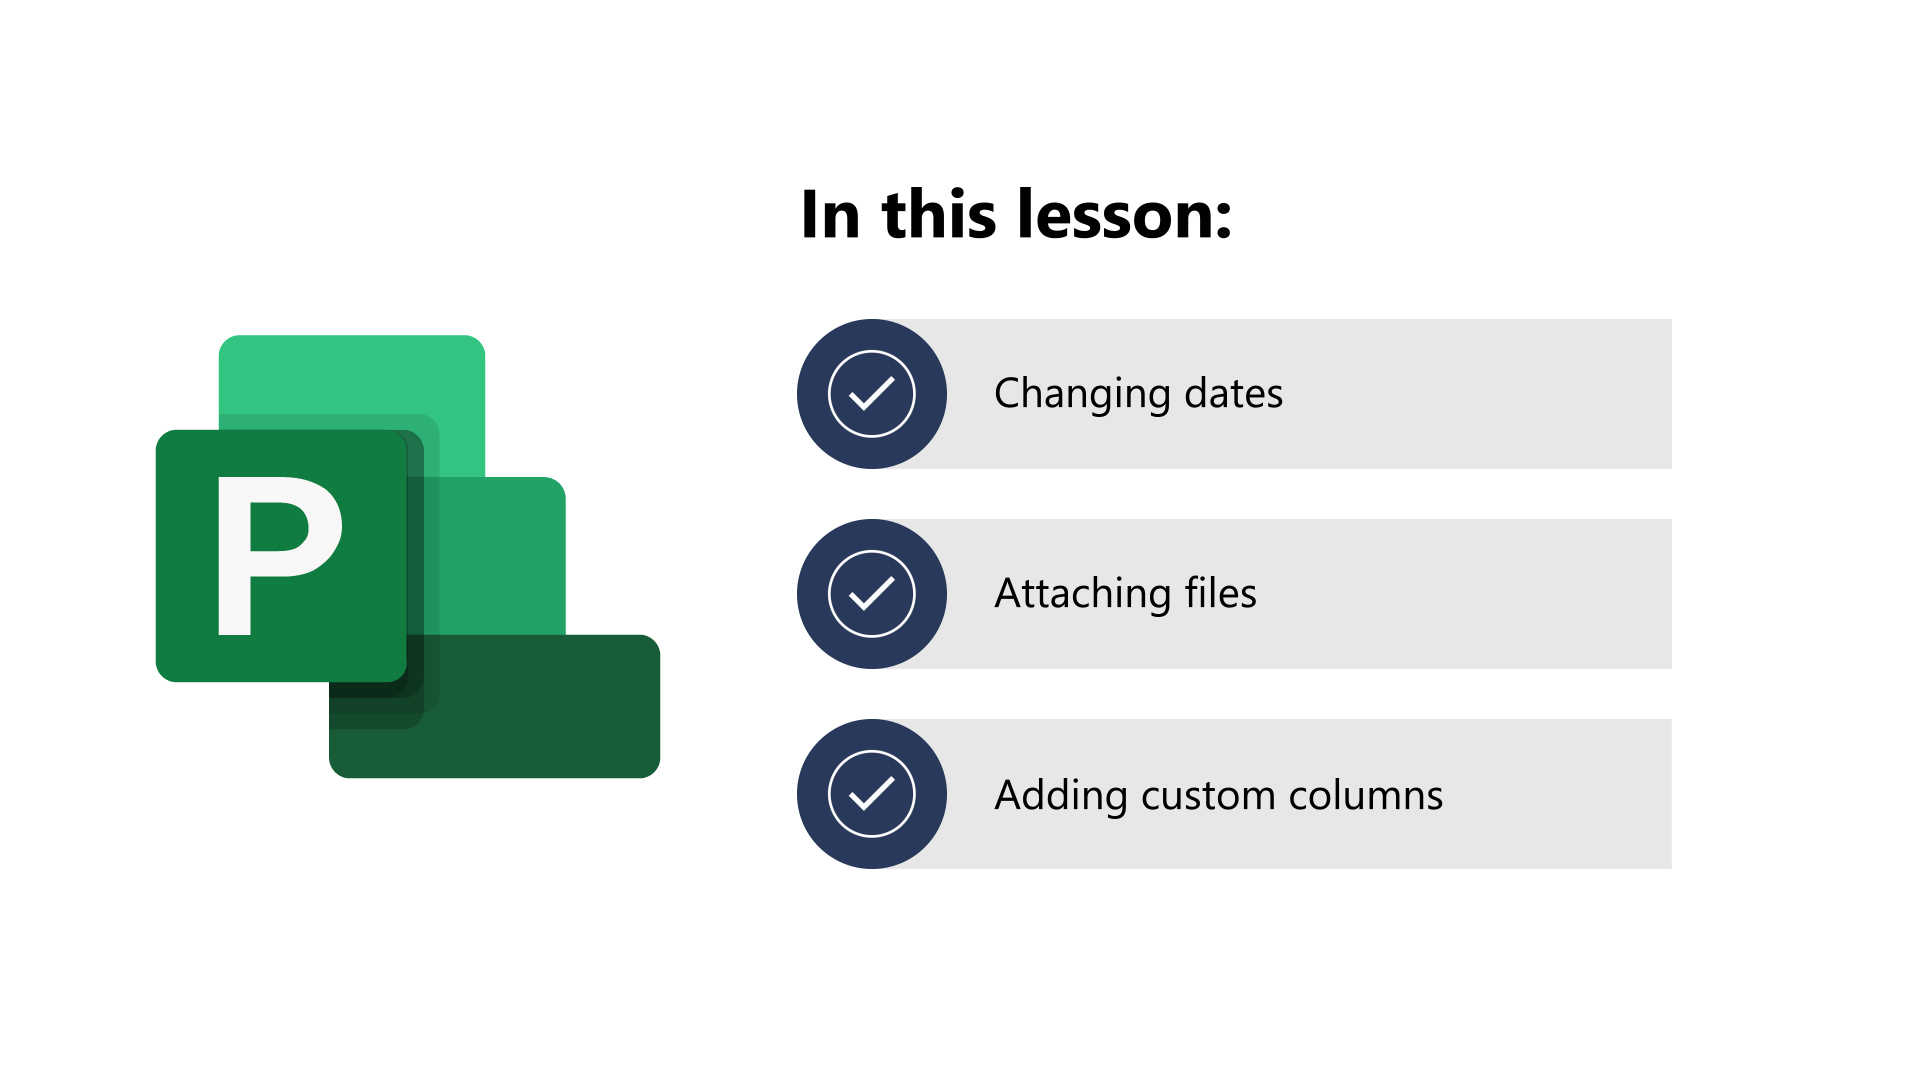 In this lesson:
P
Changing dates
Attaching files
Adding custom columns